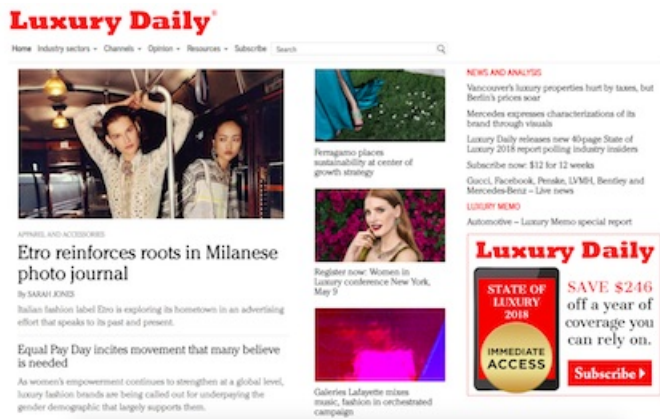 Luxury Daily®
Home Industry sectors Channels Opinion Resources Subscribe Search
APPAREL AND ACCESSORIES
Etro reinforces roots in Milanese
photo journal
By SARAH JONES
Italian fashion label Etro is exploring its hometown in an advertising
effort that speaks to its past and present.
Equal Pay Day incites movement that many believe
is needed
As women's empowerment continues to strengthen at a global level,
luxury fashion brands are being called out for underpaying the
gender demographic that largely supports them.
Ferragamo places
sustainability at center of
growth strategy
Register now: Women in
Luxury conference New York,
May 9
Galeries Lafayette mixes
music, fashion in orchestrated
campaign
NEWS AND ANALYSIS
Vancouver's luxury properties hurt by taxes, but
Berlin's prices soar
Mercedes expresses characterizations of its
brand through visuals
Luxury Daily releases new 40-page State of
Luxury 2018 report polling industry insiders
Subscribe now: $12 for 12 weeks
Gucci, Facebook, Penske, LVMH, Bentley and
Mercedes-Benz – Live news
LUXURY MEMO
Automotive – Luxury Memo special report
Luxury Daily
STATE OF
LUXURY
2018
IMMEDIATE
ACCESS
SAVE $246
off a year of
coverage you
can rely on.
Subscribe